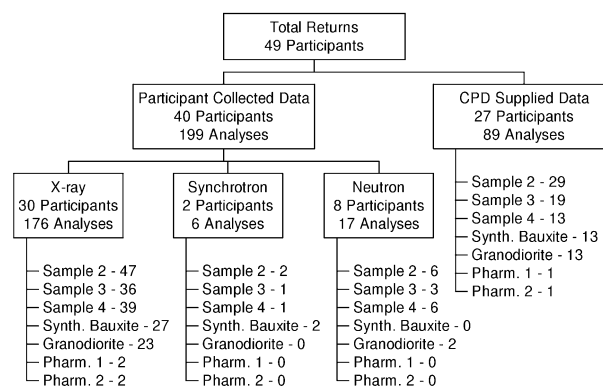 Total Returns
49 Participants
Participant Collected Data
40 Participants
199 Analyses
CPD Supplied Data
27 Participants
89 Analyses
X-ray
30 Participants
176 Analyses
Synchrotron
2 Participants
6 Analyses
Neutron
8 Participants
17 Analyses
Sample 2 - 29
Sample 3 - 19
Sample 4 - 13
Synth. Bauxite - 13
Granodiorite - 13
Pharm. 1 - 1
Pharm. 2 - 1
Sample 2 - 47
Sample 3 - 36
Sample 4 - 39
Synth. Bauxite - 27
Granodiorite - 23
Pharm. 1 - 2
Pharm. 2 - 2
Sample 2 - 2
Sample 3 - 1
Sample 4 - 1
Synth. Bauxite - 2
Granodiorite - 0
Pharm. 1 - 0
Pharm. 2 - 0
Sample 2 - 6
Sample 3 - 3
Sample 4 - 6
Synth. Bauxite - 0
Granodiorite - 2
Pharm. 1 - 0
Pharm. 2 - 0